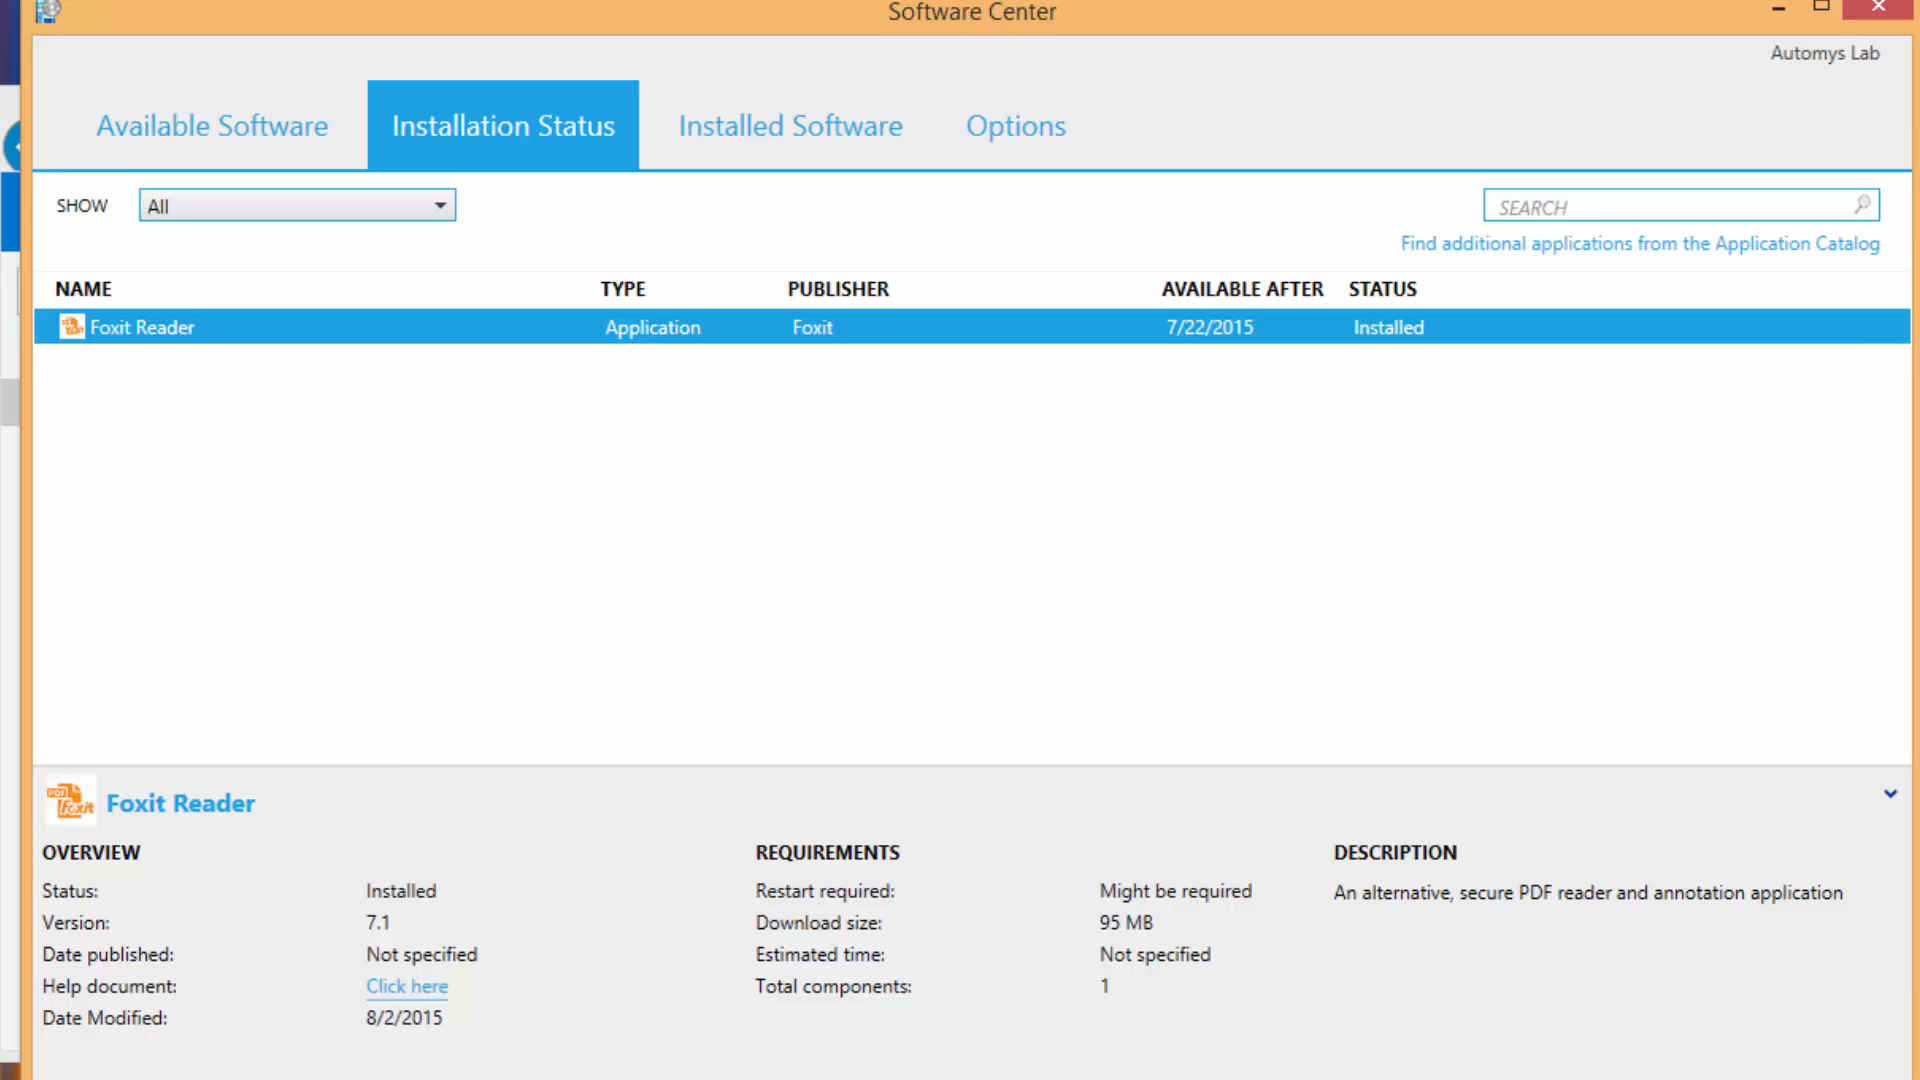 Software Center
Automys Lab
Available Software Installation Status Installed Software Options
SHOW All SEARCH
Find additional applications from the Application Catalog
NAME TYPE PUBLISHER AVAILABLE AFTER STATUS
Foxit Reader Application Foxit 7/22/2015 Installed
PDF Foxit Foxit Reader
OVERVIEW REQUIREMENTS DESCRIPTION
Status: Installed Restart required: Might be required An alternative, secure PDF reader and annotation application
Version: 7.1 Download size: 95 MB
Date published: Not specified Estimated time: Not specified
Help document: Click here Total components: 1
Date Modified: 8/2/2015